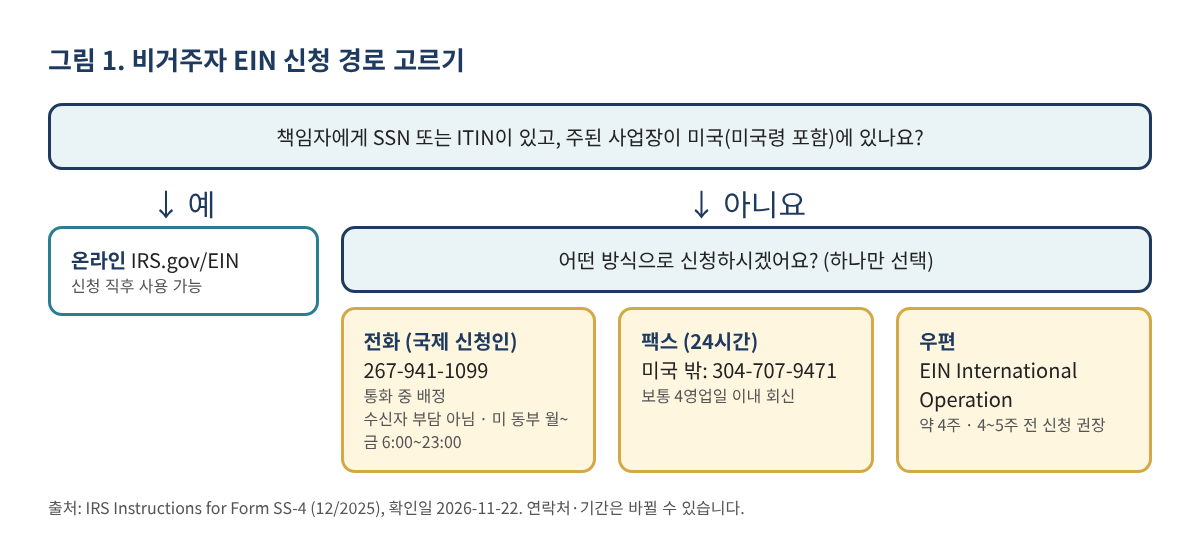 그림 1. 비거주자 EIN 신청 경로 고르기
책임자에게 SSN 또는 ITIN이 있고, 주된 사업장이 미국(미국령 포함)에 있나요?
↓ 예
↓ 아니요
온라인 IRS.gov/EIN
신청 직후 사용 가능
어떤 방식으로 신청하시겠어요? (하나만 선택)
전화 (국제 신청인)
267-941-1099
통화 중 배정
수신자 부담 아님 · 미 동부 월~
금 6:00~23:00
팩스 (24시간)
미국 밖: 304-707-9471
보통 4영업일 이내 회신
우편
EIN International
Operation
약 4주 · 4~5주 전 신청 권장
출처: IRS Instructions for Form SS-4 (12/2025), 확인일 2026-11-22. 연락처·기간은 바뀔 수 있습니다.